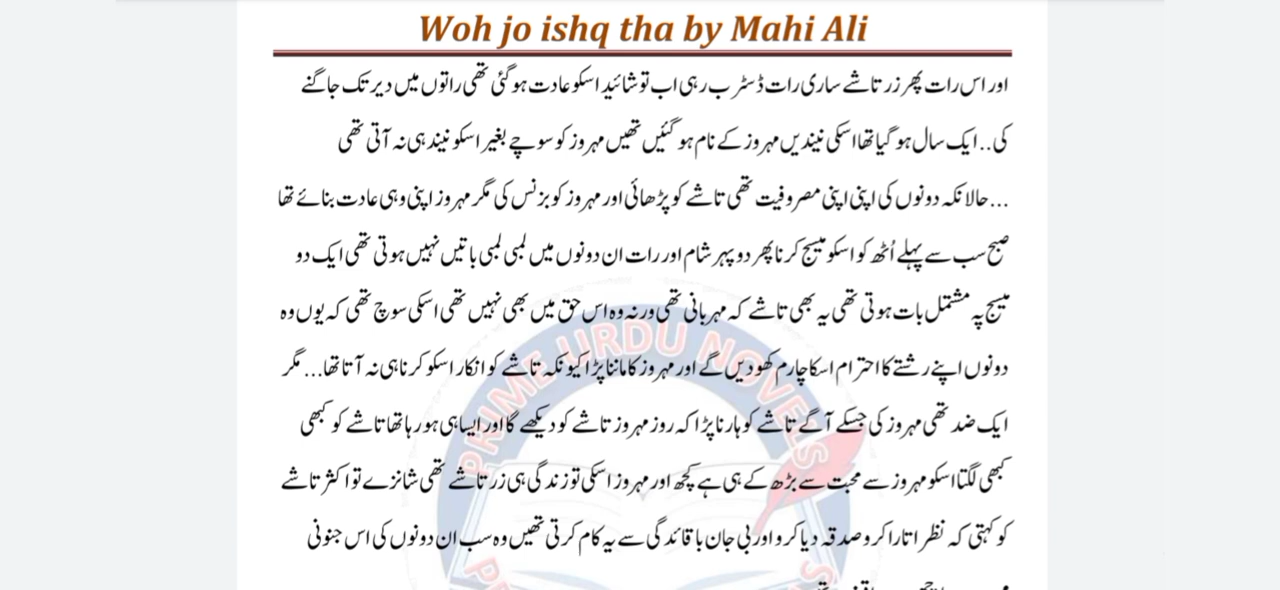 Woh jo ishq tha by Mahi Ali
اور اس رات پھر زرتاشے ساری رات ڈسٹرب رہی اب تو شائید اسکو عادت ہوگئی تھی راتوں میں دیر تک جاگنے
کی.. ایک سال ہو گیا تھا اسکی نیندیں مہروز کے نام ہو گئیں تھیں مہروز کو سوچے بغیر اسکو نیند ہی نہ آتی تھی
... حالانکہ دونوں کی اپنی اپنی مصروفیت تھی تاشے کو پڑھائی اور مہروز کو بزنس کی مگر مہروز اپنی وہی عادت بنائے تھا
صبح سب سے پہلے اُٹھ کو اسکو میسج کرنا پھر دوپہر شام اور رات ان دونوں میں لمبی لمبی باتیں نہیں ہوتی تھی ایک دو
میسج پہ مشتمل بات ہوتی تھی یہ بھی تاشے کہ مہربانی تھی ورنہ وہ اس حق میں بھی نہیں تھی اسکی سوچ تھی کہ یوں وہ
دونوں اپنے رشتے کا احترام اسکا چارم کھو دیں گے اور مہروز کا ماننا پڑا کیونکہ تاشے کو انکار اسکو کرنا ہی نہ آتا تھا... مگر
ایک ضد تھی مہروز کی جسکے آگے تاشے کو ہارنا پڑا کہ روز مہروز تاشے کو دیکھے گا اور ایسا ہی ہو رہا تھا تاشے کو کبھی
کبھی لگتا اسکو مہروز سے محبت سے بڑھ کے ہی ہے کچھ اور مہروز اسکی تو زندگی ہی زرتاشے تھی شانزے تو اکثر تاشے
کو کہتی کہ نظر اتارا کرو صدقہ دیا کرو اور بی جان باقائدگی سے یہ کام کرتی تھیں وہ سب ان دونوں کی اس جنونی
PRIME URDU NOVELS